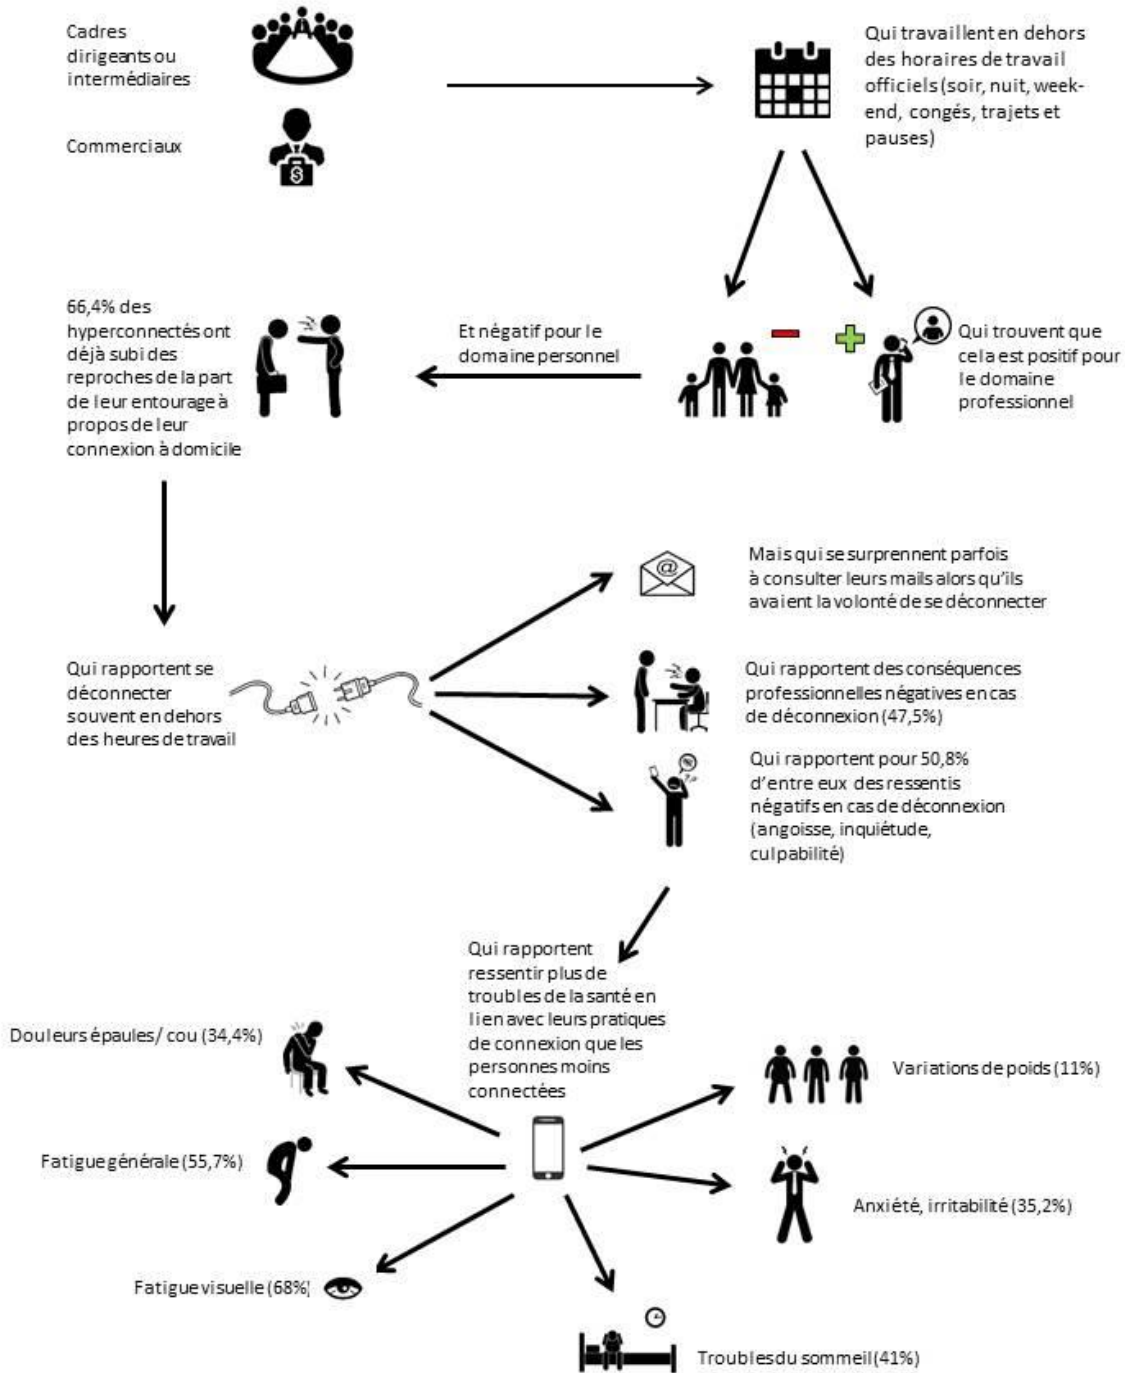 Cadres
dirigeants ou
intermédiaires
Commerciaux
Qui travaillent en dehors
des horaires de travail
officiels (soir, nuit, week-
end, congés, trajets et
pauses)
66,4% des
hyperconnectés ont
déjà subi des
reproches de la part
de leur entourage à
propos de leur
connexion à domicile
Et négatif pour le
domaine personnel
Qui trouvent que
cela est positif pour
le domaine
professionnel
Qui rapportent se
déconnecter
souvent en dehors
des heures de travail
@
Mais qui se surprennent parfois
à consulter leurs mails alors qu'ils
avaient la volonté de se déconnecter
Qui rapportent des conséquences
professionnelles négatives en cas
de déconnexion (47,5%)
Qui rapportent pour 50,8%
d'entre eux des ressentis
négatifs en cas de déconnexion
(angoisse, inquiétude,
culpabilité)
Qui rapportent
ressentir plus de
troubles de la santé en
lien avec leurs pratiques
de connexion que les
personnes moins
connectées
Douleurs épaules/ cou (34,4%)
Variations de poids (11%)
Fatigue générale (55,7%)
Anxiété, irritabilité (35,2%)
Fatigue visuelle (68%)
Troubles du sommeil (41%)